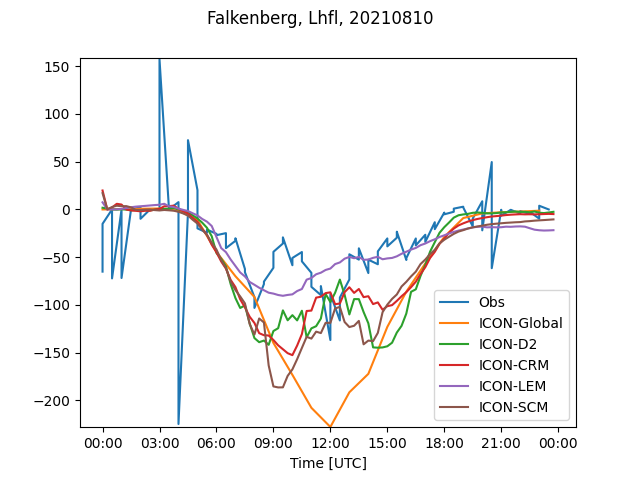 Falkenberg, Lhfl, 20210810
150
100
50
0
−50
−100
−150
−200
Obs
ICON-Global
ICON-D2
ICON-CRM
ICON-LEM
ICON-SCM
00:00 03:00 06:00 09:00 12:00 15:00 18:00 21:00 00:00
Time [UTC]